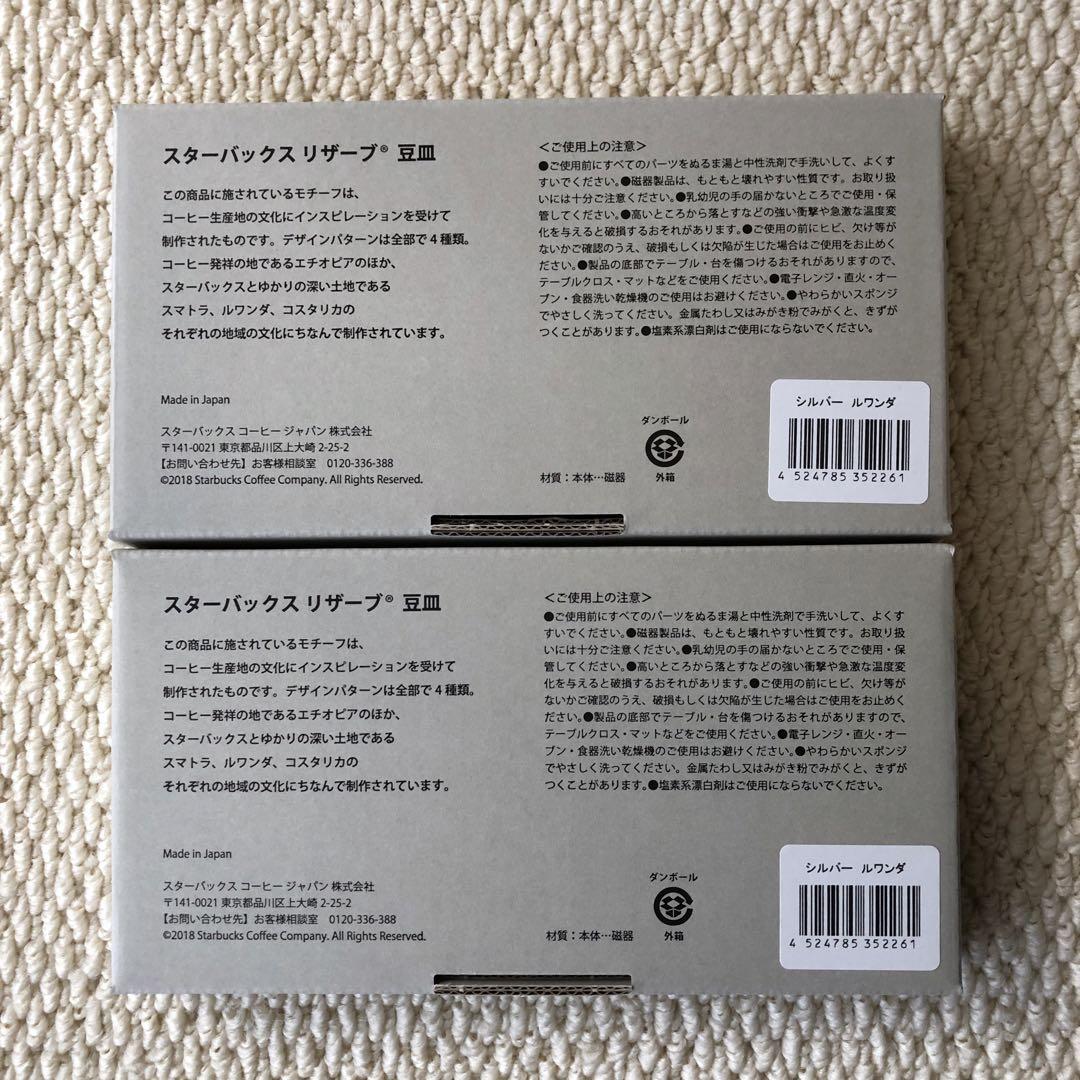 スターバックス リザーブ® 豆皿
この商品に施されているモチーフは、
コーヒー生産地の文化にインスピレーションを受けて
制作されたものです。デザインパターンは全部で4種類。
コーヒー発祥の地であるエチオピアのほか、
スターバックスとゆかりの深い土地である
スマトラ、ルワンダ、コスタリカの
それぞれの地域の文化にちなんで制作されています。
Made in Japan
スターバックス コーヒー ジャパン 株式会社
〒141-0021 東京都品川区上大崎 2-25-2
【お問い合わせ先】お客様相談室 0120-336-388
©2018 Starbucks Coffee Company. All Rights Reserved.
<ご使用上の注意>
●ご使用前にすべてのパーツをぬるま湯と中性洗剤で手洗いして、よくす
すいでください。●磁器製品は、もともと壊れやすい性質です。お取り扱
いには十分ご注意ください。●乳幼児の手の届かないところでご使用・保
管してください。●高いところから落とすなどの強い衝撃や急激な温度変
化を与えると破損するおそれがあります。●ご使用の前にヒビ、欠け等が
ないかご確認のうえ、破損もしくは欠陥が生じた場合はご使用をお止めく
ださい。●製品の底部でテーブル・台を傷つけるおそれがありますので、
テーブルクロス・マットなどをご使用ください。●電子レンジ・直火・オー
ブン・食器洗い乾燥機のご使用はお避けください。●やわらかいスポンジ
でやさしく洗ってください。金属たわし又はみがき粉でみがくと、きずが
つくことがあります。●塩素系漂白剤はご使用にならないでください。
材質：本体…磁器
ダンボール
外箱
シルバー ルワンダ
4 524785 352261
スターバックス リザーブ® 豆皿
この商品に施されているモチーフは、
コーヒー生産地の文化にインスピレーションを受けて
制作されたものです。デザインパターンは全部で4種類。
コーヒー発祥の地であるエチオピアのほか、
スターバックスとゆかりの深い土地である
スマトラ、ルワンダ、コスタリカの
それぞれの地域の文化にちなんで制作されています。
Made in Japan
スターバックス コーヒー ジャパン 株式会社
〒141-0021 東京都品川区上大崎 2-25-2
【お問い合わせ先】お客様相談室 0120-336-388
©2018 Starbucks Coffee Company. All Rights Reserved.
<ご使用上の注意>
●ご使用前にすべてのパーツをぬるま湯と中性洗剤で手洗いして、よくす
すいでください。●磁器製品は、もともと壊れやすい性質です。お取り扱
いには十分ご注意ください。●乳幼児の手の届かないところでご使用・保
管してください。●高いところから落とすなどの強い衝撃や急激な温度変
化を与えると破損するおそれがあります。●ご使用の前にヒビ、欠け等が
ないかご確認のうえ、破損もしくは欠陥が生じた場合はご使用をお止めく
ださい。●製品の底部でテーブル・台を傷つけるおそれがありますので、
テーブルクロス・マットなどをご使用ください。●電子レンジ・直火・オー
ブン・食器洗い乾燥機のご使用はお避けください。●やわらかいスポンジ
でやさしく洗ってください。金属たわし又はみがき粉でみがくと、きずが
つくことがあります。●塩素系漂白剤はご使用にならないでください。
材質：本体…磁器
ダンボール
外箱
シルバー ルワンダ
4 524785 352261